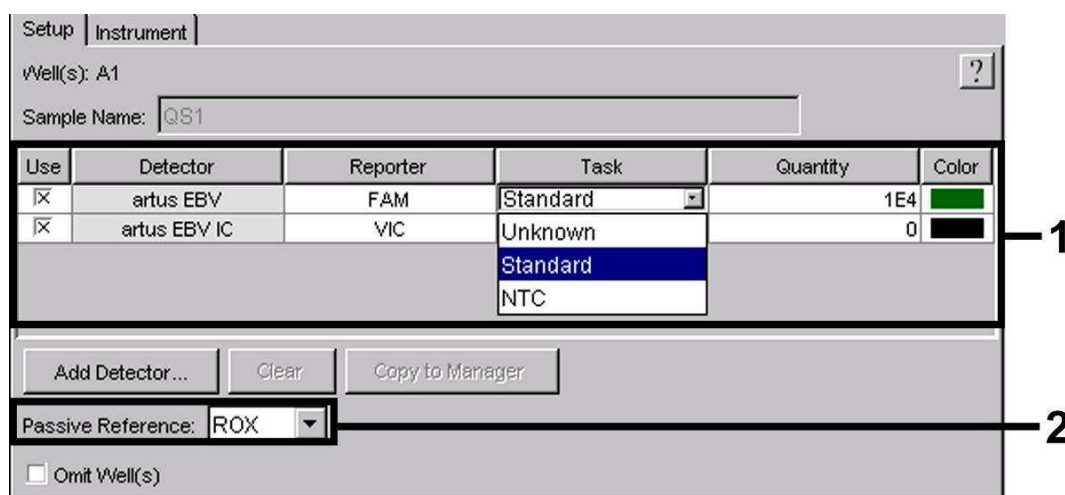 Setup Instrument
Well(s): A1 ?
Sample Name: QS1
Use Detector Reporter Task Quantity Color
artus EBV FAM Standard 1E4
artus EBV IC VIC Unknown 0
Standard
NTC
1
Add Detector... Clear Copy to Manager
Passive Reference: ROX 2
Omit Well(s)